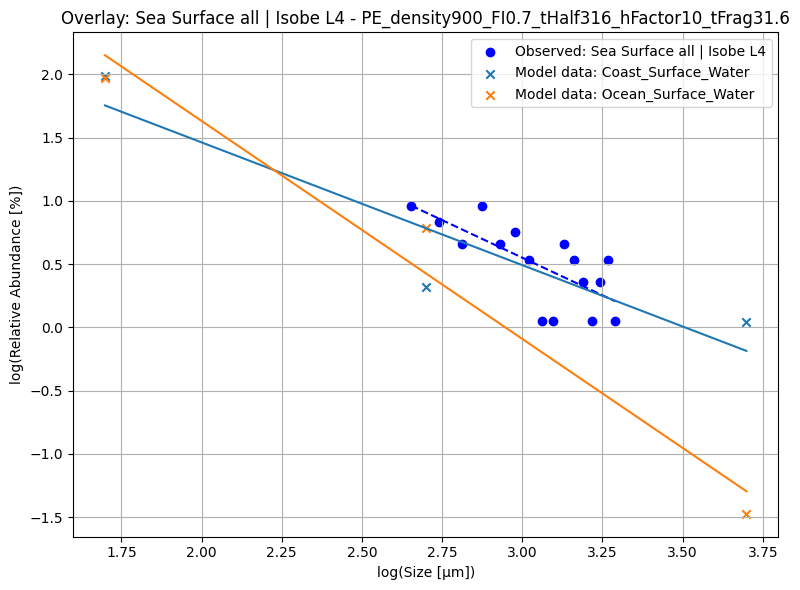 Overlay: Sea Surface all | Isobe L4 - PE_density900_FI0.7_tHalf316_hFactor10_tFrag31.6
Observed: Sea Surface all | Isobe L4
Model data: Coast_Surface_Water
Model data: Ocean_Surface_Water
log(Relative Abundance [%])
2.0
1.5
1.0
0.5
0.0
−0.5
−1.0
−1.5
1.75 2.00 2.25 2.50 2.75 3.00 3.25 3.50 3.75
log(Size [μm])